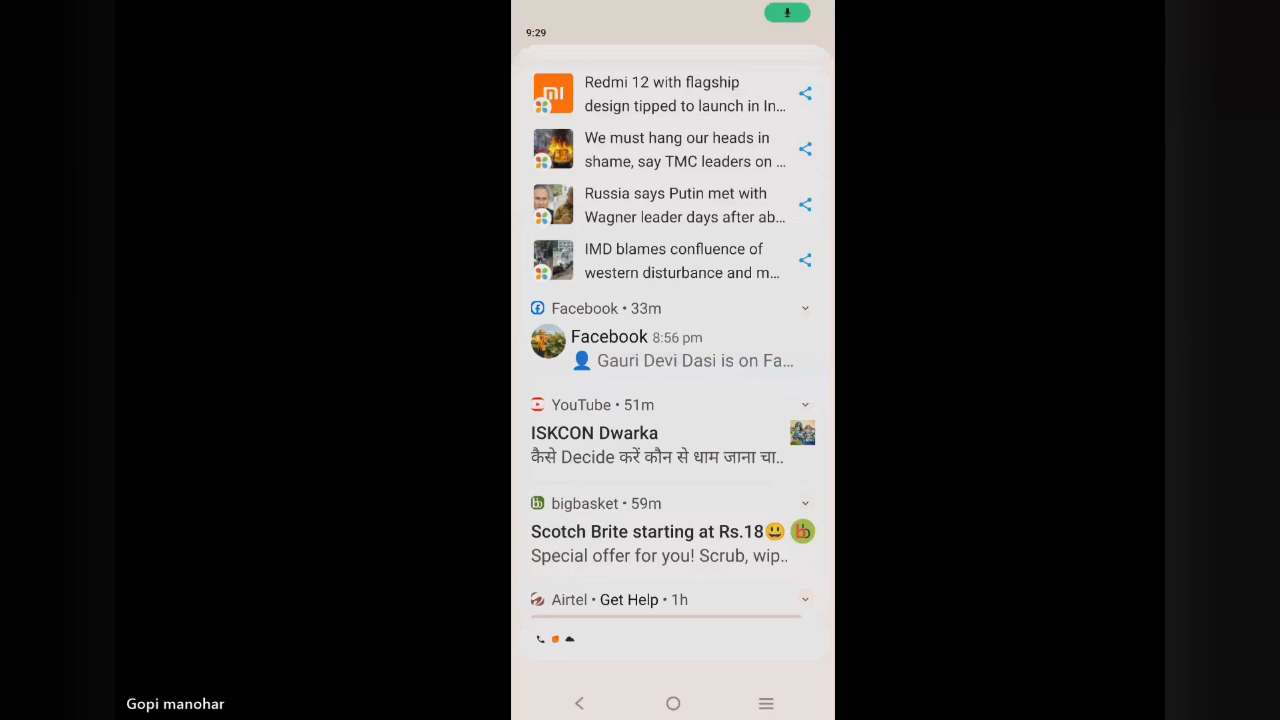 9:29
Redmi 12 with flagship
design tipped to launch in In...
We must hang our heads in
shame, say TMC leaders on ...
Russia says Putin met with
Wagner leader days after ab...
IMD blames confluence of
western disturbance and m...
Facebook • 33m
Facebook 8:56 pm
👤 Gauri Devi Dasi is on Fa...
YouTube • 51m
ISKCON Dwarka
कैसे Decide करें कौन से धाम जाना चा..
bigbasket • 59m
Scotch Brite starting at Rs.18😃
Special offer for you! Scrub, wip..
Airtel • Get Help • 1h
Gopi manohar